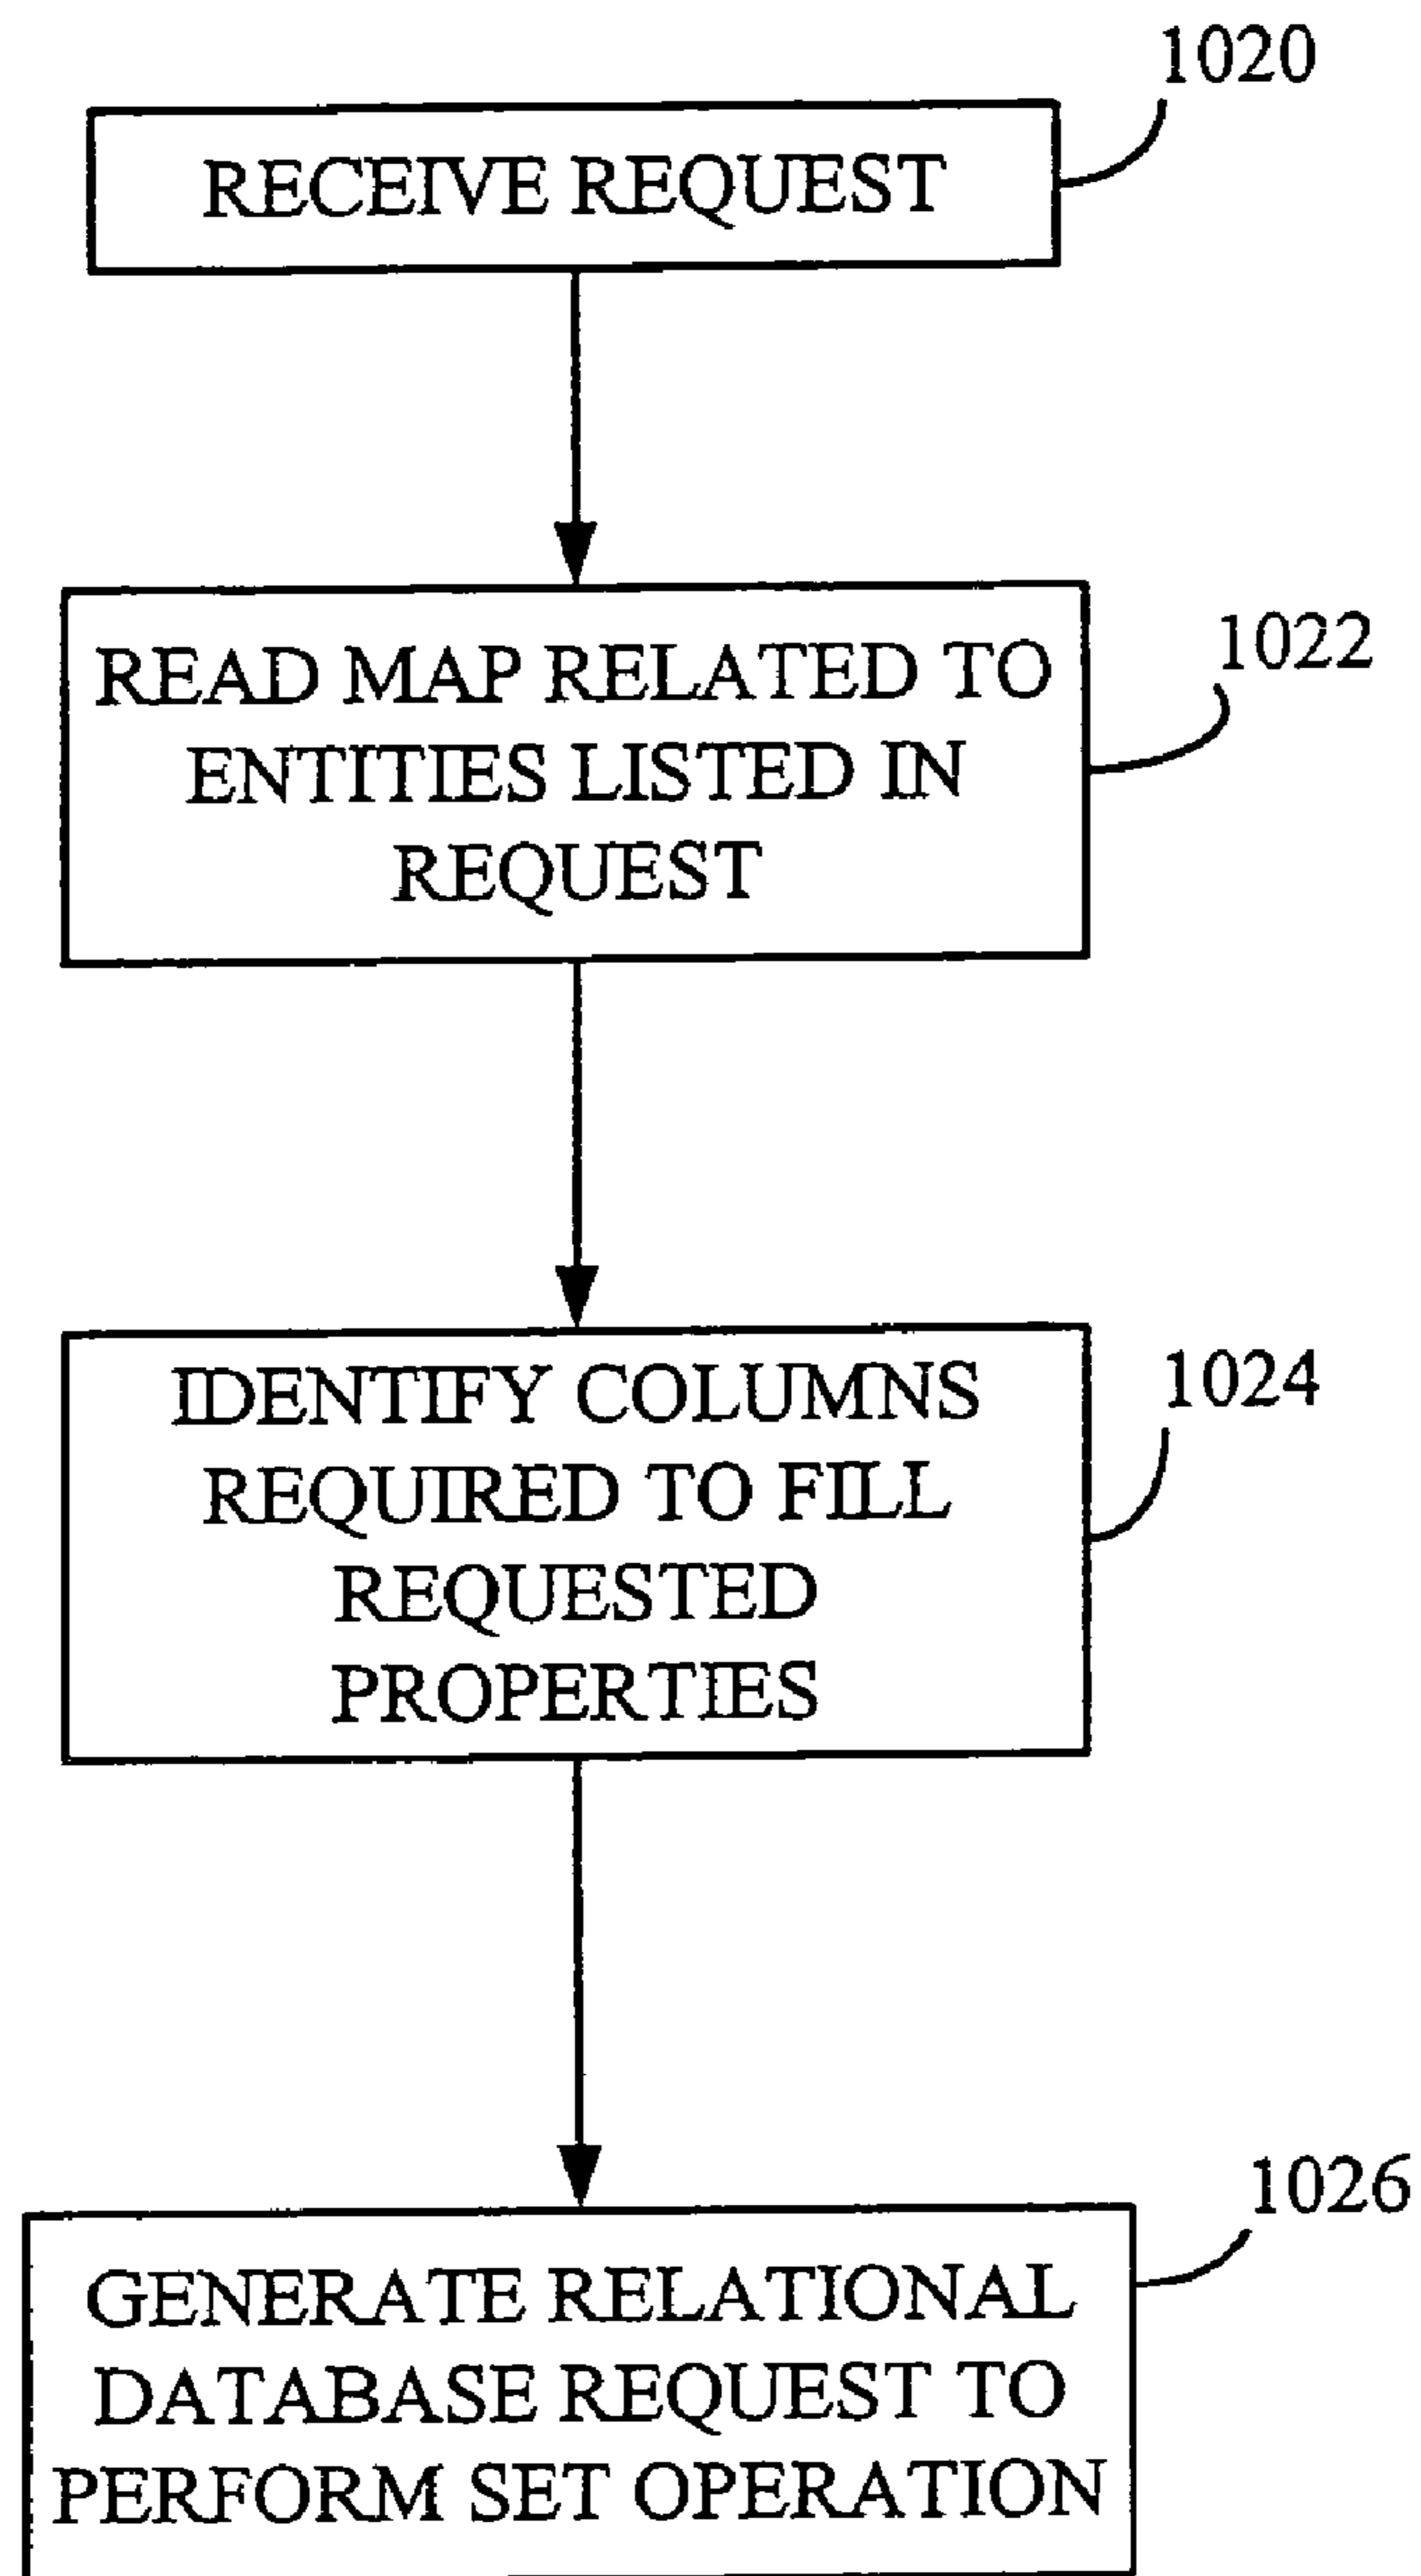 1020
RECEIVE REQUEST
1022
READ MAP RELATED TO
ENTITIES LISTED IN
REQUEST
1024
IDENTIFY COLUMNS
REQUIRED TO FILL
REQUESTED
PROPERTIES
1026
GENERATE RELATIONAL
DATABASE REQUEST TO
PERFORM SET OPERATION